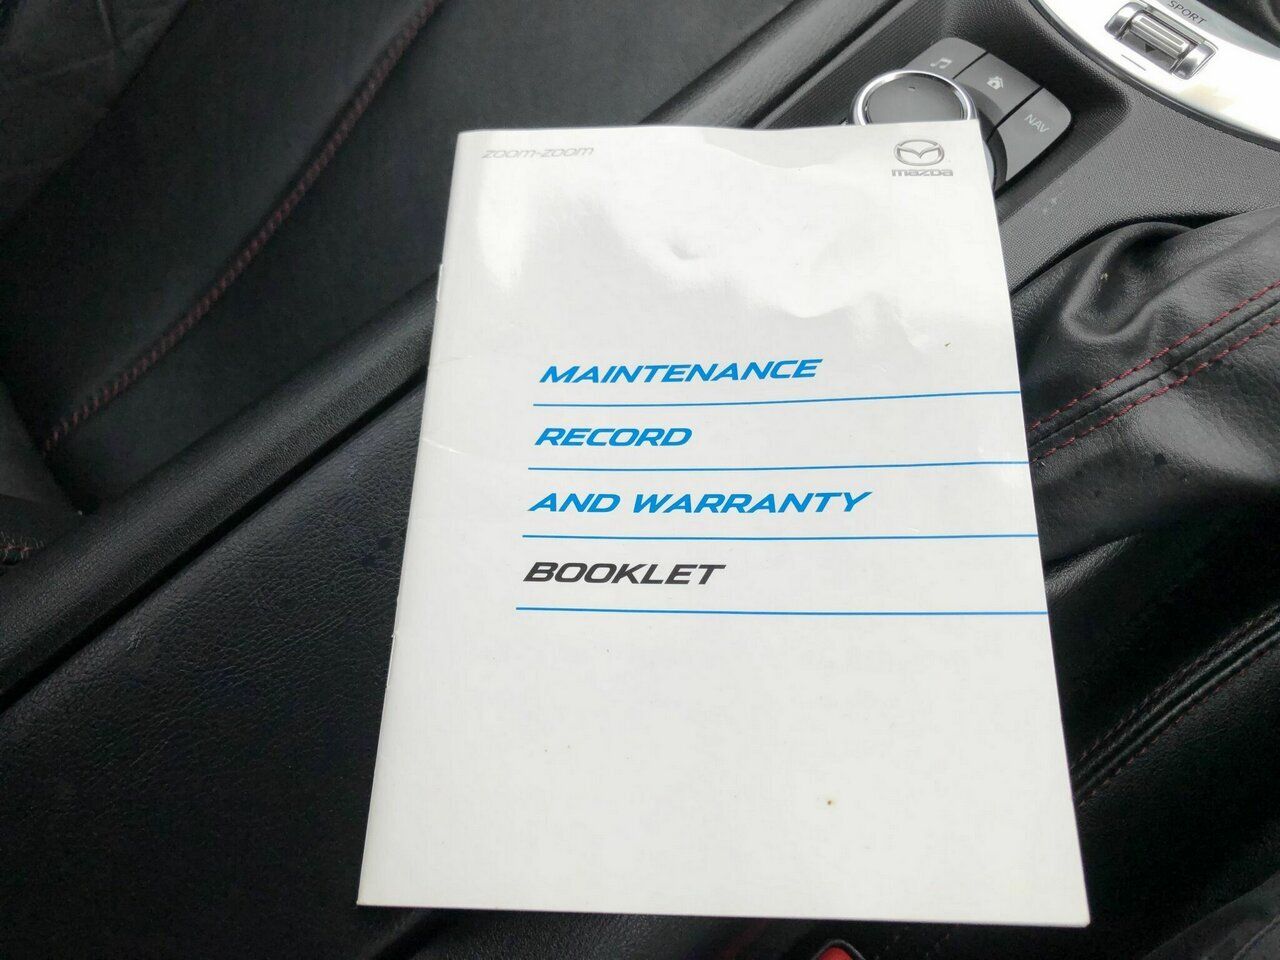 SPORT
NAV
zoom-zoom
mazda
MAINTENANCE
RECORD
AND WARRANTY
BOOKLET